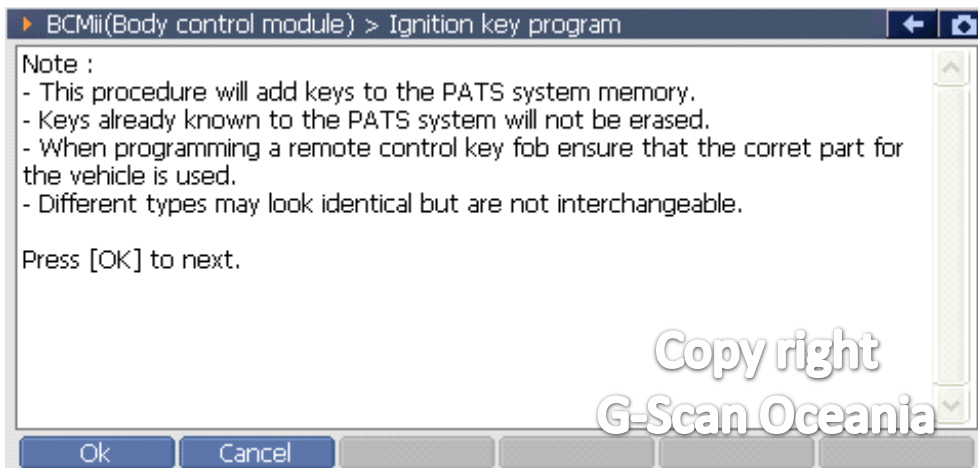 BCMii(Body control module) > Ignition key program
Note :
- This procedure will add keys to the PATS system memory.
- Keys already known to the PATS system will not be erased.
- When programming a remote control key fob ensure that the corret part for
the vehicle is used.
- Different types may look identical but are not interchangeable.
Press [OK] to next.
Copy right
G-Scan Oceania
Ok
Cancel